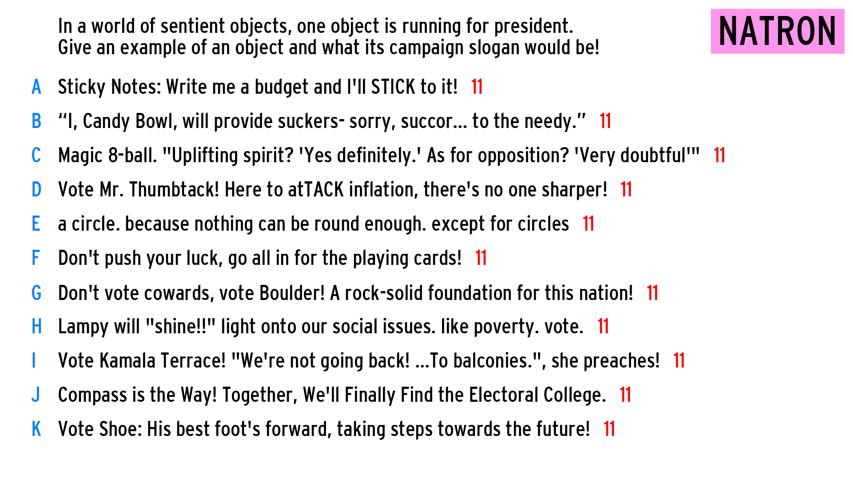 In a world of sentient objects, one object is running for president.
Give an example of an object and what its campaign slogan would be!
NATRON
A Sticky Notes: Write me a budget and I'll STICK to it! 11
B “I, Candy Bowl, will provide suckers- sorry, succor... to the needy.” 11
C Magic 8-ball. "Uplifting spirit? 'Yes definitely.' As for opposition? 'Very doubtful'" 11
D Vote Mr. Thumbtack! Here to atTACK inflation, there's no one sharper! 11
E a circle. because nothing can be round enough. except for circles 11
F Don't push your luck, go all in for the playing cards! 11
G Don't vote cowards, vote Boulder! A rock-solid foundation for this nation! 11
H Lampy will "shine!!" light onto our social issues. like poverty. vote. 11
I Vote Kamala Terrace! "We're not going back! ...To balconies.", she preaches! 11
J Compass is the Way! Together, We'll Finally Find the Electoral College. 11
K Vote Shoe: His best foot's forward, taking steps towards the future! 11